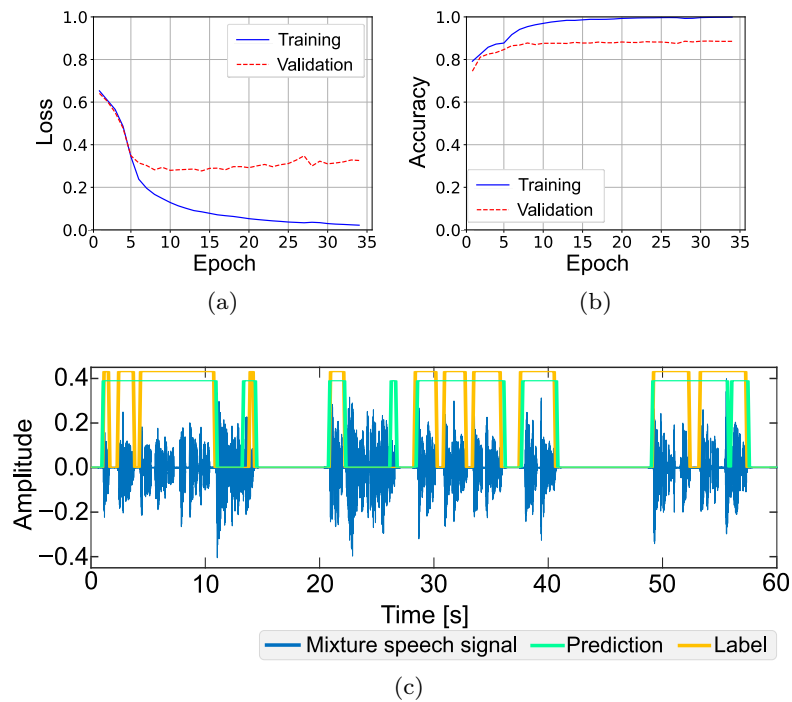 1.0
0.8
0.6
0.4
0.2
0.0
Loss
Training
Validation
0 5 10 15 20 25 30 35
Epoch
(a)
1.0
0.8
0.6
0.4
0.2
0.0
Accuracy
Training
Validation
0 5 10 15 20 25 30 35
Epoch
(b)
0.4
0.2
0.0
−0.2
−0.4
Amplitude
0 10 20 30 40 50 60
Time [s]
Mixture speech signal Prediction Label
(c)